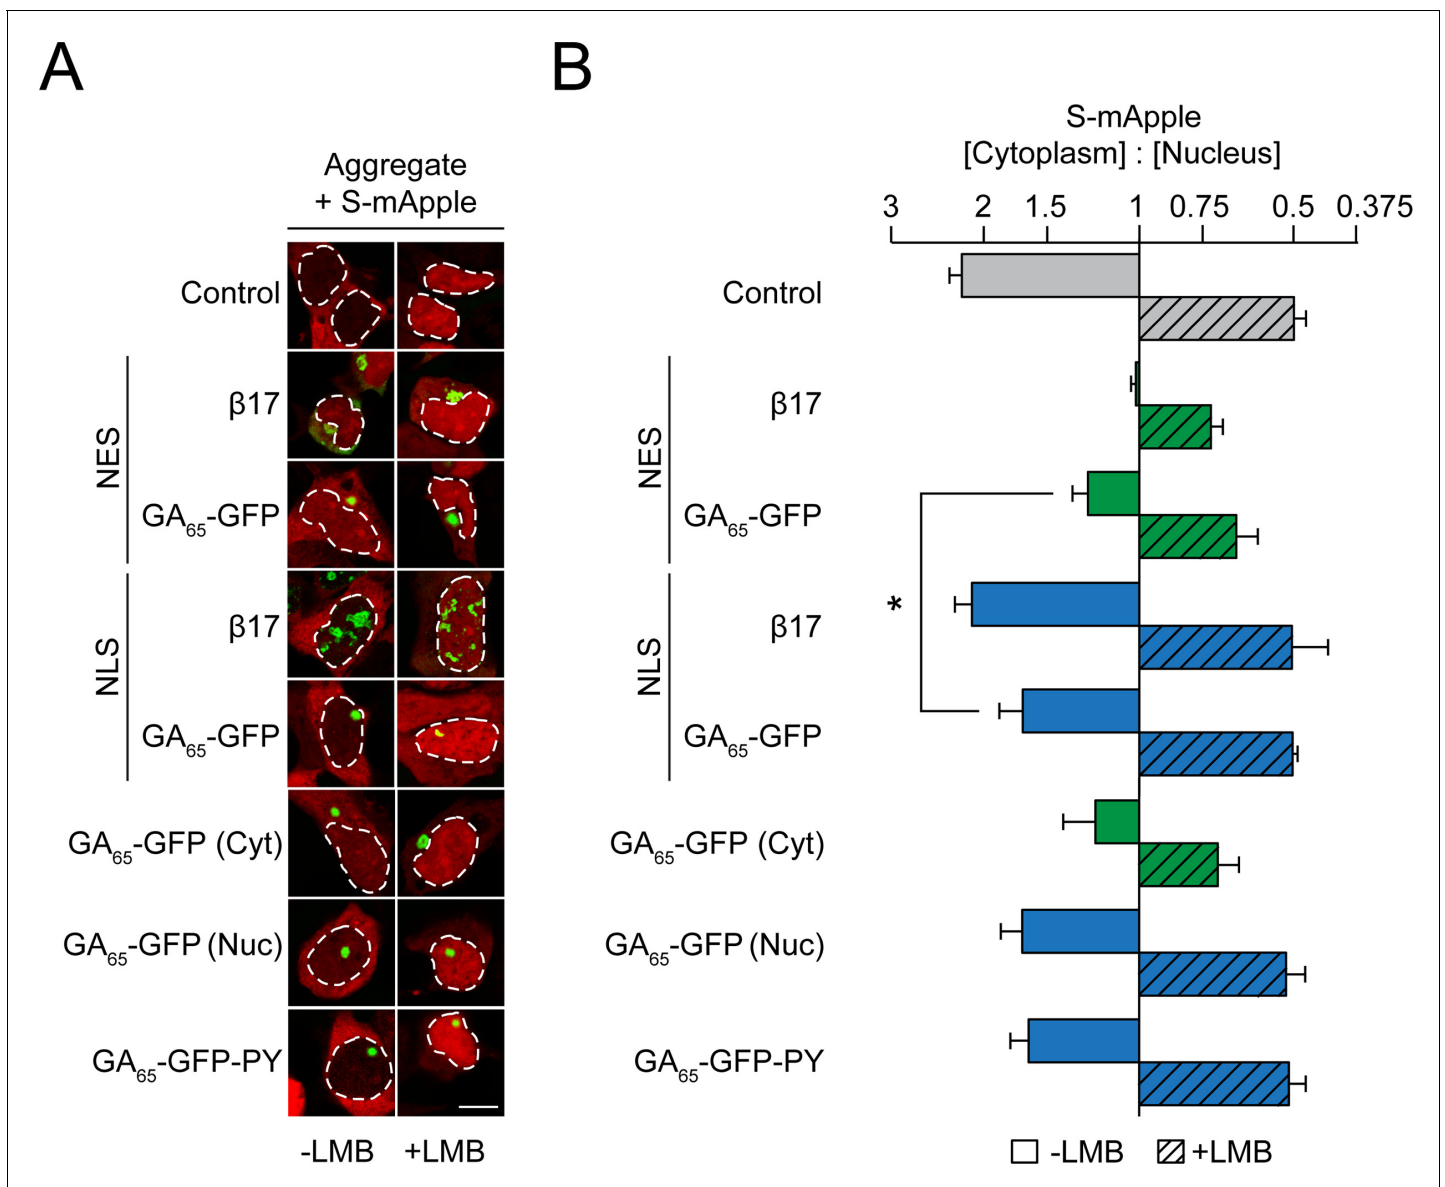 A
B
Aggregate
+ S-mApple
S-mApple
[Cytoplasm] : [Nucleus]
3 2 1.5 1 0.75 0.5 0.375
Control
Control
NES
β17
GA65-GFP
NES
β17
GA65-GFP
NLS
β17
GA65-GFP
NLS
β17
GA65-GFP
*
GA65-GFP (Cyt)
GA65-GFP (Cyt)
GA65-GFP (Nuc)
GA65-GFP (Nuc)
GA65-GFP-PY
GA65-GFP-PY
-LMB +LMB
-LMB +LMB